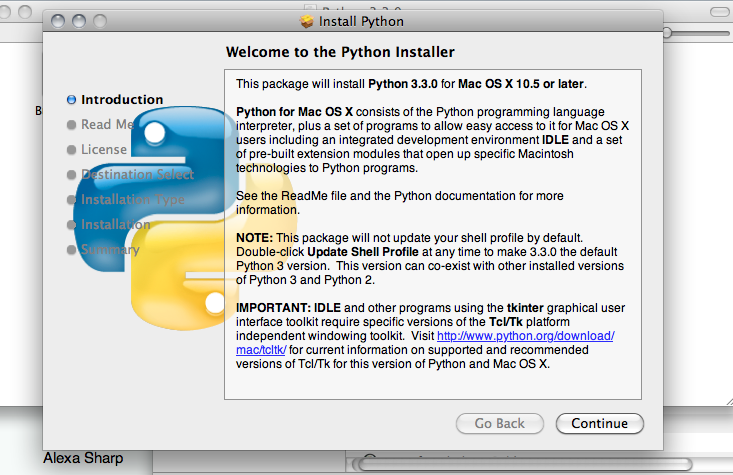 Install Python
Welcome to the Python Installer
Introduction
Read Me
License
Destination Select
Installation Type
Installation
Summary
This package will install Python 3.3.0 for Mac OS X 10.5 or later.
Python for Mac OS X consists of the Python programming language
interpreter, plus a set of programs to allow easy access to it for Mac OS X
users including an integrated development environment IDLE and a set
of pre-built extension modules that open up specific Macintosh
technologies to Python programs.
See the ReadMe file and the Python documentation for more
information.
NOTE: This package will not update your shell profile by default.
Double-click Update Shell Profile at any time to make 3.3.0 the default
Python 3 version.  This version can co-exist with other installed versions
of Python 3 and Python 2.
IMPORTANT: IDLE and other programs using the tkinter graphical user
interface toolkit require specific versions of the Tcl/Tk platform
independent windowing toolkit.  Visit http://www.python.org/download/
mac/tcltk/ for current information on supported and recommended
versions of Tcl/Tk for this version of Python and Mac OS X.
Go Back
Continue
Alexa Sharp